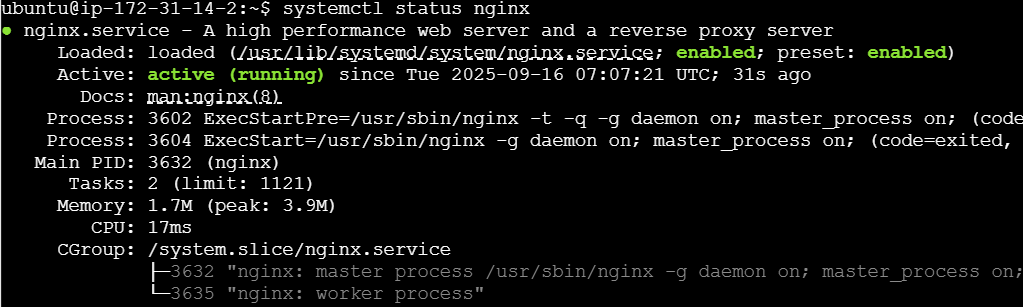 ubuntu@ip-172-31-14-2:~$ systemctl status nginx
● nginx.service - A high performance web server and a reverse proxy server
     Loaded: loaded (/usr/lib/systemd/system/nginx.service; enabled; preset: enabled)
     Active: active (running) since Tue 2025-09-16 07:07:21 UTC; 31s ago
       Docs: man:nginx(8)
    Process: 3602 ExecStartPre=/usr/sbin/nginx -t -q -g daemon on; master_process on; (code
    Process: 3604 ExecStart=/usr/sbin/nginx -g daemon on; master_process on; (code=exited,
   Main PID: 3632 (nginx)
      Tasks: 2 (limit: 1121)
     Memory: 1.7M (peak: 3.9M)
        CPU: 17ms
     CGroup: /system.slice/nginx.service
             ├─3632 "nginx: master process /usr/sbin/nginx -g daemon on; master_process on;
             └─3635 "nginx: worker process"